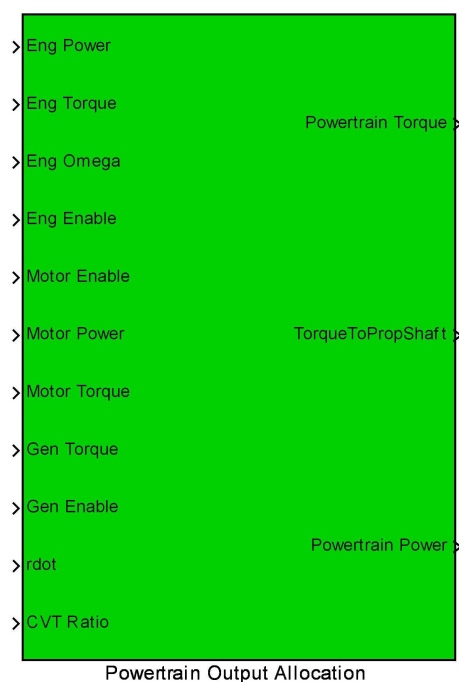 Eng Power
Eng Torque
Powertrain Torque
Eng Omega
Eng Enable
Motor Enable
Motor Power
TorqueToPropShaft
Motor Torque
Gen Torque
Gen Enable
Powertrain Power
rdot
CVT Ratio
Powertrain Output Allocation